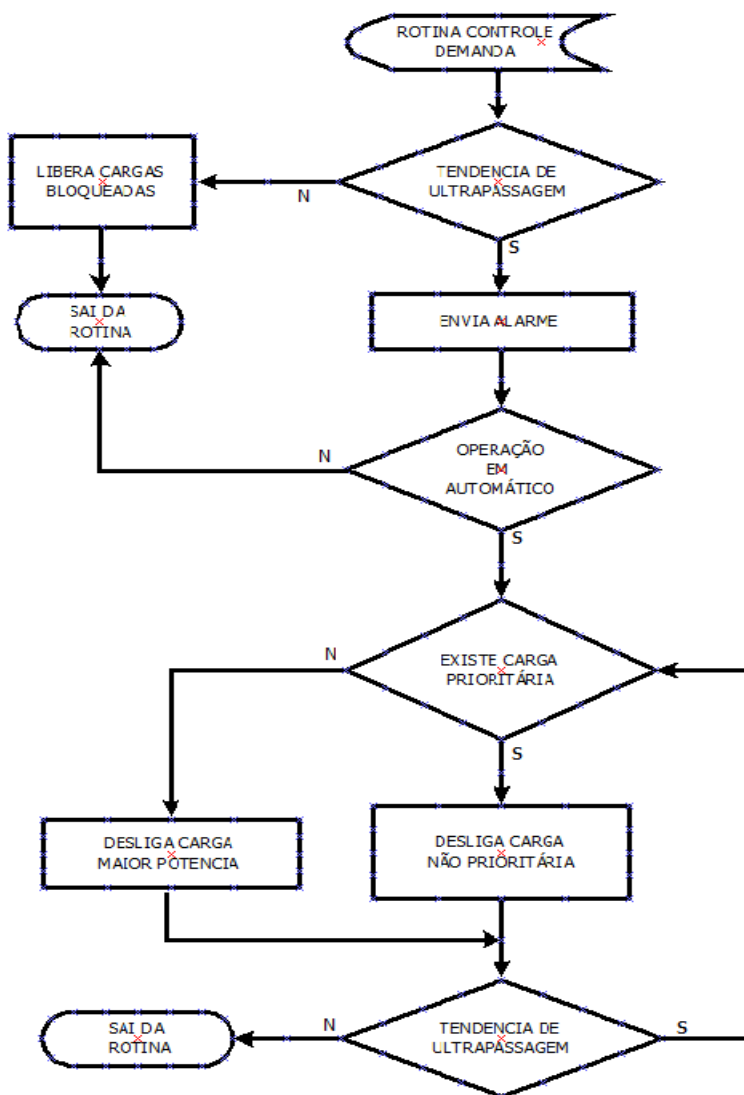 ROTINA CONTROLE
DEMANDA
TENDENCIA DE
ULTRAPASSAGEM
N
S
LIBERA CARGAS
BLOQUEADAS
SAI DA
ROTINA
ENVIA ALARME
OPERAÇÃO
EM
AUTOMÁTICO
N
S
EXISTE CARGA
PRIORITÁRIA
N
S
DESLIGA CARGA
MAIOR POTENCIA
DESLIGA CARGA
NÃO PRIORITÁRIA
TENDENCIA DE
ULTRAPASSAGEM
N
S
SAI DA
ROTINA